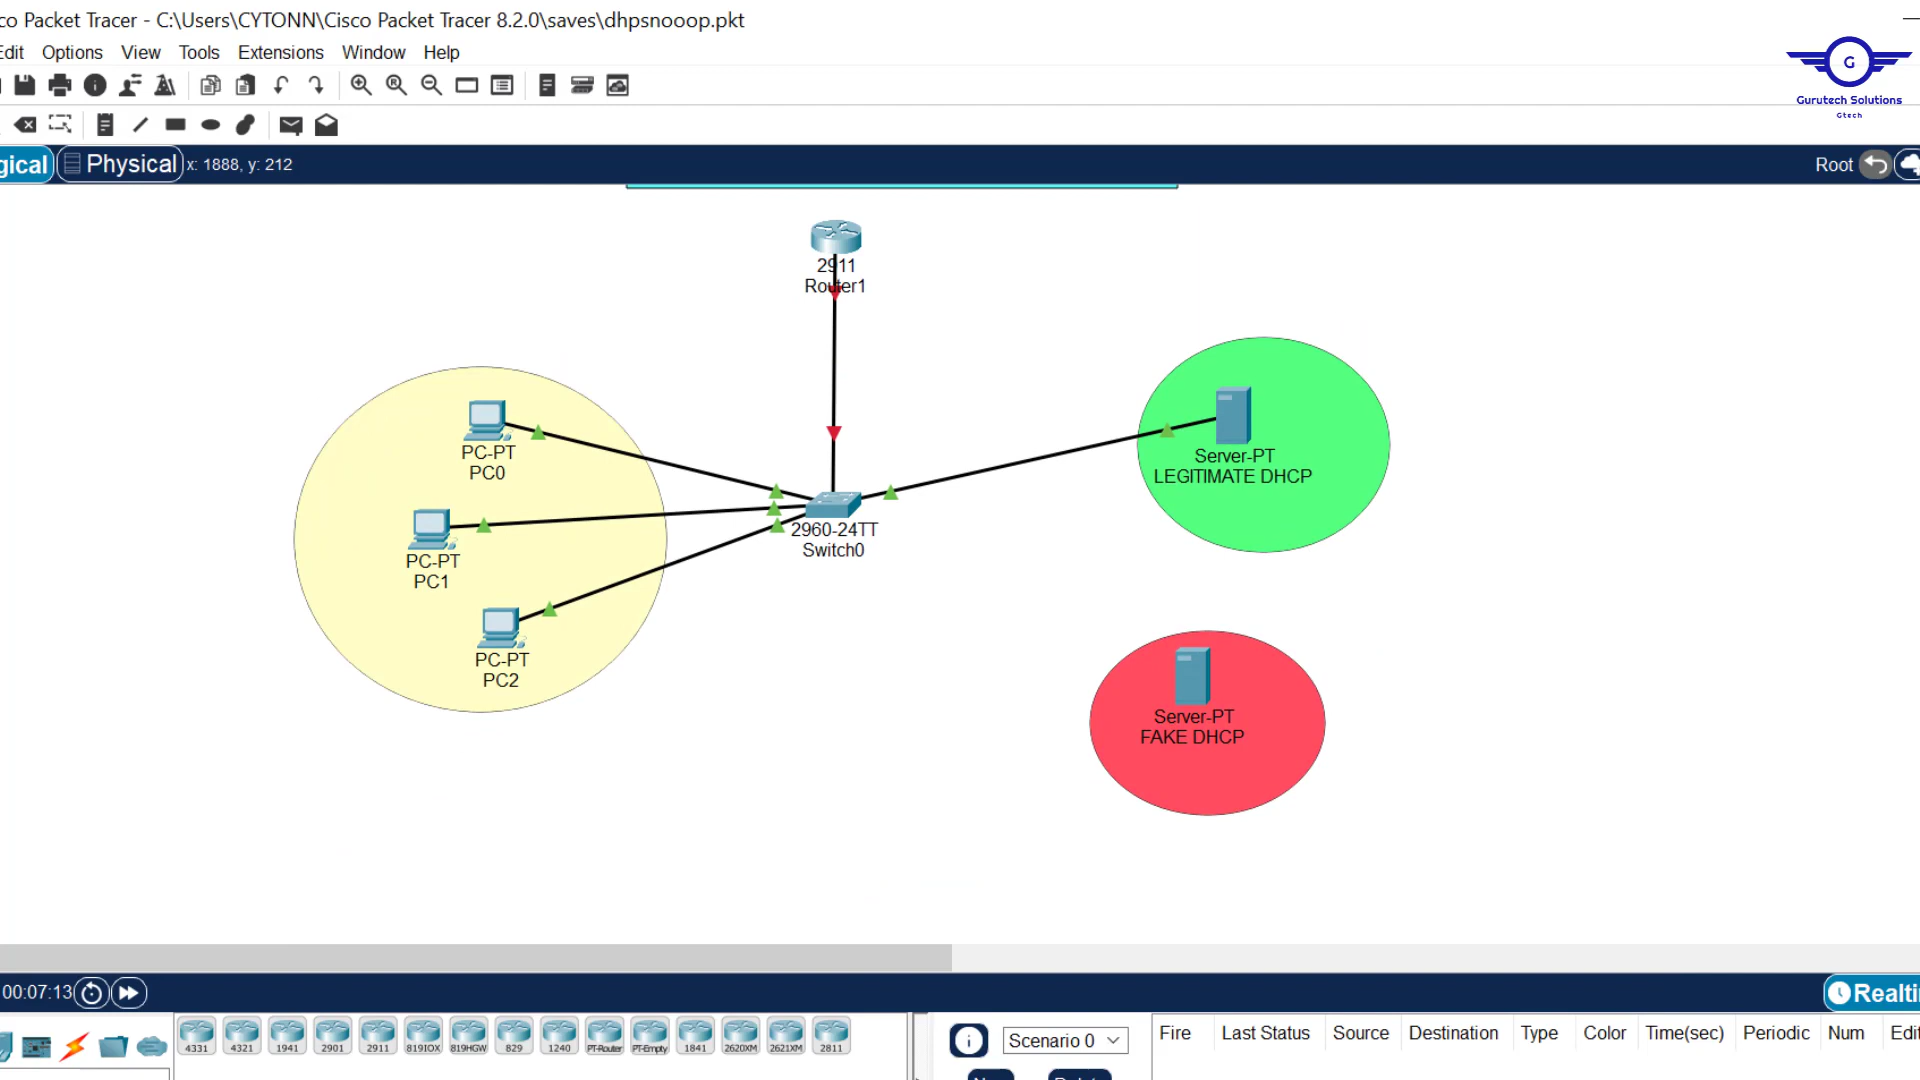 co Packet Tracer - C:\Users\CYTONN\Cisco Packet Tracer 8.2.0\saves\dhpsnooop.pkt
Edit Options View Tools Extensions Window Help
G
Gurutech Solutions
Gtech
gical Physical x: 1888, y: 212 Root
2911
Router1
PC-PT
PC0
Server-PT
LEGITIMATE DHCP
PC-PT
PC1
2960-24TT
Switch0
PC-PT
PC2
Server-PT
FAKE DHCP
00:07:13 Realti
4331 4321 1941 2901 2911 819IOX 819HGW 829 1240 PT-Router PT-Empty 1841 2620XM 2621XM 2811
Scenario 0
Fire Last Status Source Destination Type Color Time(sec) Periodic Num Edit